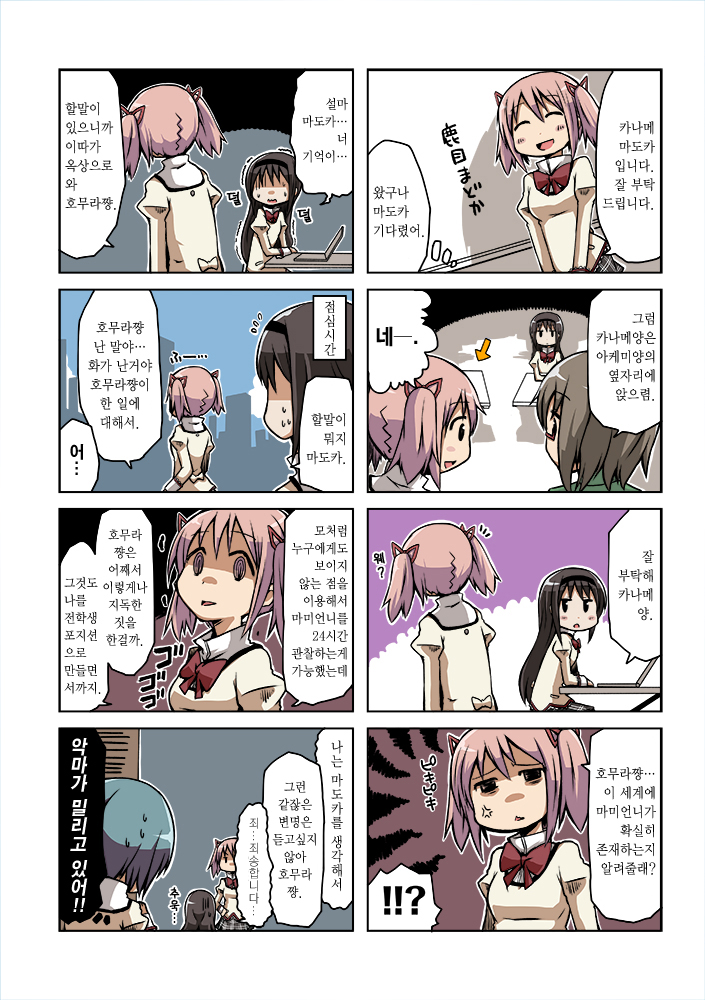 카나메
마도카
입니다.
잘 부탁
드립니다.
鹿目まどか
왔구나
마도카
기다렸어.
그럼
카나메양은
아케미양의
옆자리에
앉으렴.
네―.
잘
부탁해
카나메
양.
웬?
호무라쨩…
이 세계에
마미언니가
확실히
존재하는지
알려줄래?
ピキピキ
!!?
설마
마도카…
너
기억이…
할말이
있으니까
이따가
옥상으로
와
호무라쨩.
덜
덜
점심시간
할말이
뭐지
마도카.
호무라쨩
난 말야…
화가 난거야
호무라쨩이
한 일에
대해서.
ふー…
어…
모처럼
누구에게도
보이지
않는 점을
이용해서
마미언니를
24시간
관찰하는게
가능했는데
호무라
쨩은
어째서
이렇게나
지독한
짓을
한걸까.
그것도
나를
전학생
포지션
으로
만들면
서까지.
ゴゴゴ
나는 마도카를 생각해서
그런
같잖은
변명은
듣고싶지
않아
호무라
쨩.
죄…죄송합니다…
추욱…
악마가 밀리고 있어!!